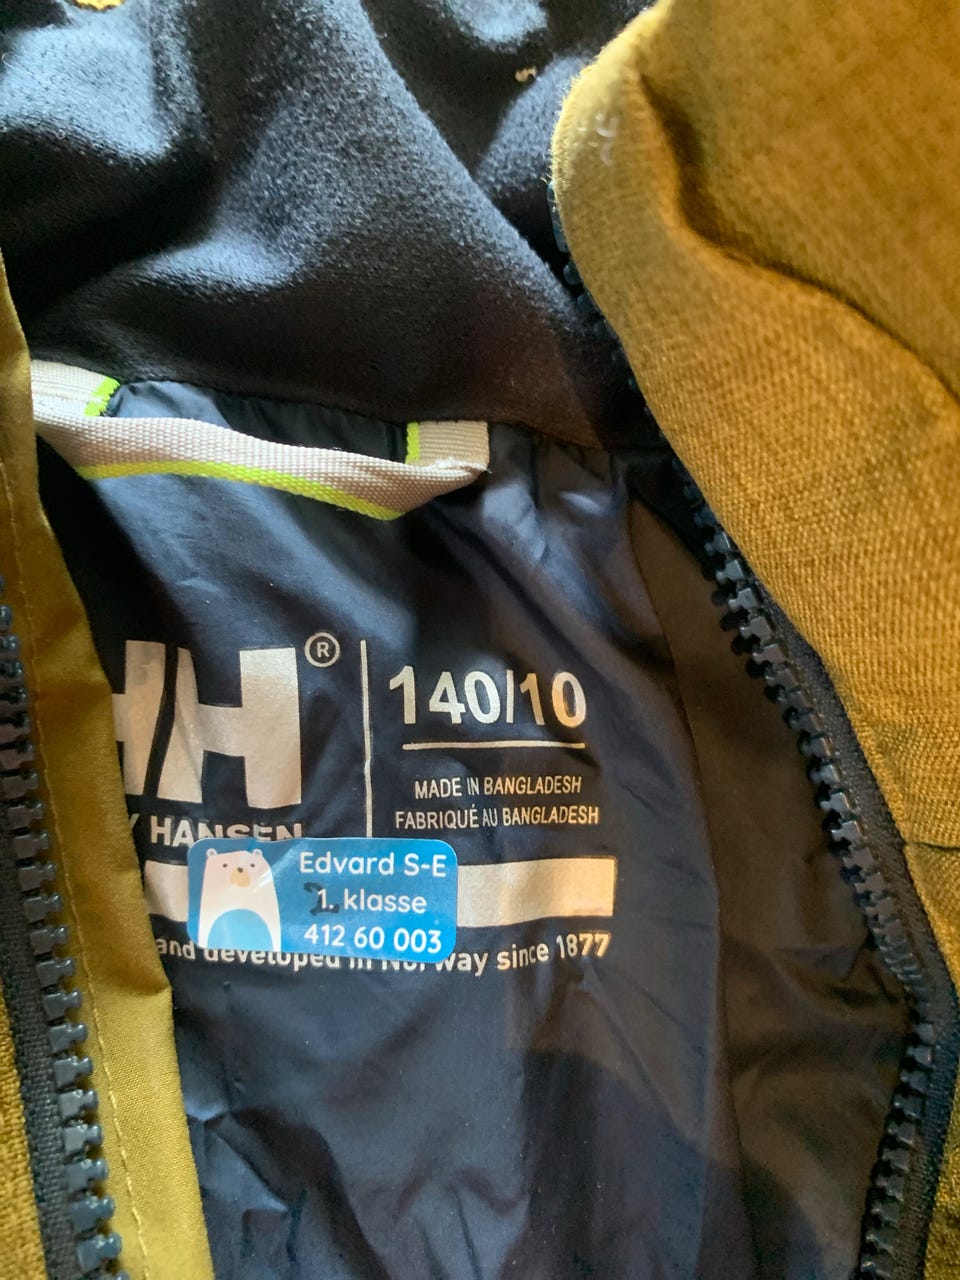 HH®
140/10
MADE IN BANGLADESH
FABRIQUÉ AU BANGLADESH
HANSEN
Edvard S-E
1. klasse
412 60 003
and developed in Norway since 1877